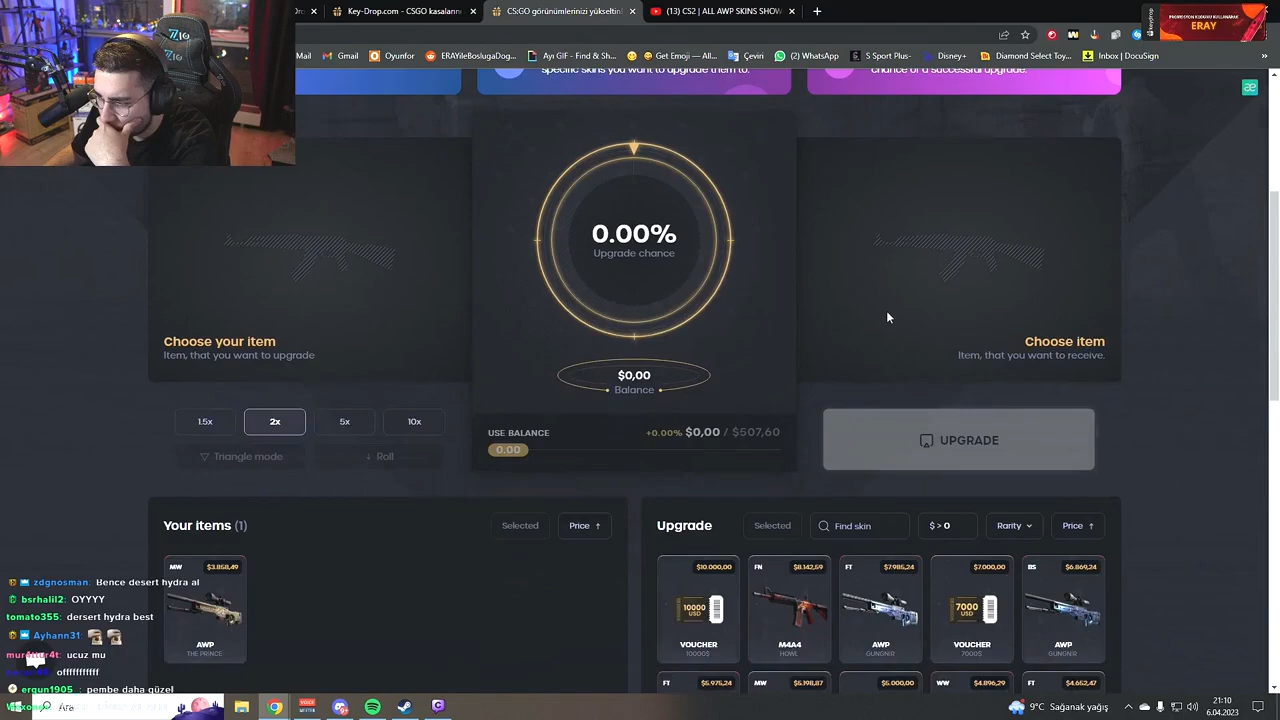 Key-Drop.com - CSGO kasaların
CS:GO görünümlerinizi yükseltin
(13) CS2 | ALL AWP SKINS SHOW
PROMOSYON KODUNU KULLANARAK
ERAY
keydrop
Mail
Gmail
Oyunfor
ERAYileBoslugaDog...
Ayi GIF - Find & Sh...
Get Emoji — All...
Çeviri
(2) WhatsApp
S Sport Plus-
Disney+
Diamond Select Toy...
Inbox | DocuSign
specific skins you want to upgrade them to
chance of a successful upgrade.
0.00%
Upgrade chance
Choose your item
Item, that you want to upgrade
Choose item
Item, that you want to receive.
$0,00
Balance
1.5x
2x
5x
10x
USE BALANCE
+0.00% $0,00 / $507,60
0.00
UPGRADE
Triangle mode
Roll
Your items (1)
Selected
Price ↑
Upgrade
Selected
Find skin
$ > 0
Rarity
Price ↑
MW $3.858,49
AWP
THE PRINCE
$10.000,00
10000
USD
VOUCHER
10000$
FN $8.142,59
M4A4
HOWL
FT $7.985,24
AWP
GUNGNIR
$7.000,00
7000
USD
VOUCHER
7000$
BS $6.869,24
AWP
GUNGNIR
FT $5.975,24
MW $5.198,87
$5.000,00
WW $4.896,29
FT $4.652,47
zdgnosman: Bence desert hydra al
bsrhalil2: OYYYY
tomato355: dersert hydra best
Ayhann31:
mur4ttur4t: ucuz mu
offfffffffff
ergun1905: pembe daha güzel
Ara
9°C Sağanak yağış
21:10
6.04.2023